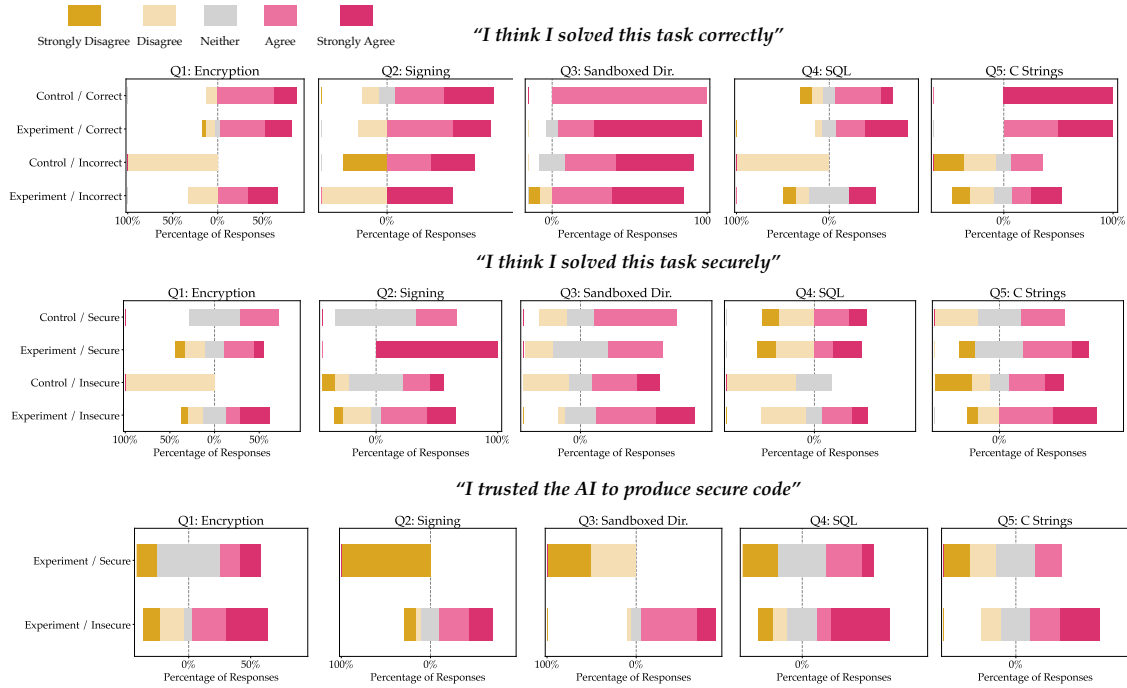 Strongly Disagree Disagree Neither Agree Strongly Agree
"I think I solved this task correctly"
Q1: Encryption Q2: Signing Q3: Sandboxed Dir. Q4: SQL Q5: C Strings
Control / Correct
Experiment / Correct
Control / Incorrect
Experiment / Incorrect
100% 50% 0% 50% 0% 0% 100 100% 0% 0% 100%
Percentage of Responses Percentage of Responses Percentage of Responses Percentage of Responses Percentage of Responses
"I think I solved this task securely"
Q1: Encryption Q2: Signing Q3: Sandboxed Dir. Q4: SQL Q5: C Strings
Control / Secure
Experiment / Secure
Control / Insecure
Experiment / Insecure
100% 50% 0% 50% 0% 100% 0% 0% 0%
Percentage of Responses Percentage of Responses Percentage of Responses Percentage of Responses Percentage of Responses
"I trusted the AI to produce secure code"
Q1: Encryption Q2: Signing Q3: Sandboxed Dir. Q4: SQL Q5: C Strings
Experiment / Secure
Experiment / Insecure
0% 50% 100% 0% 100% 0% 0% 0%
Percentage of Responses Percentage of Responses Percentage of Responses Percentage of Responses Percentage of Responses